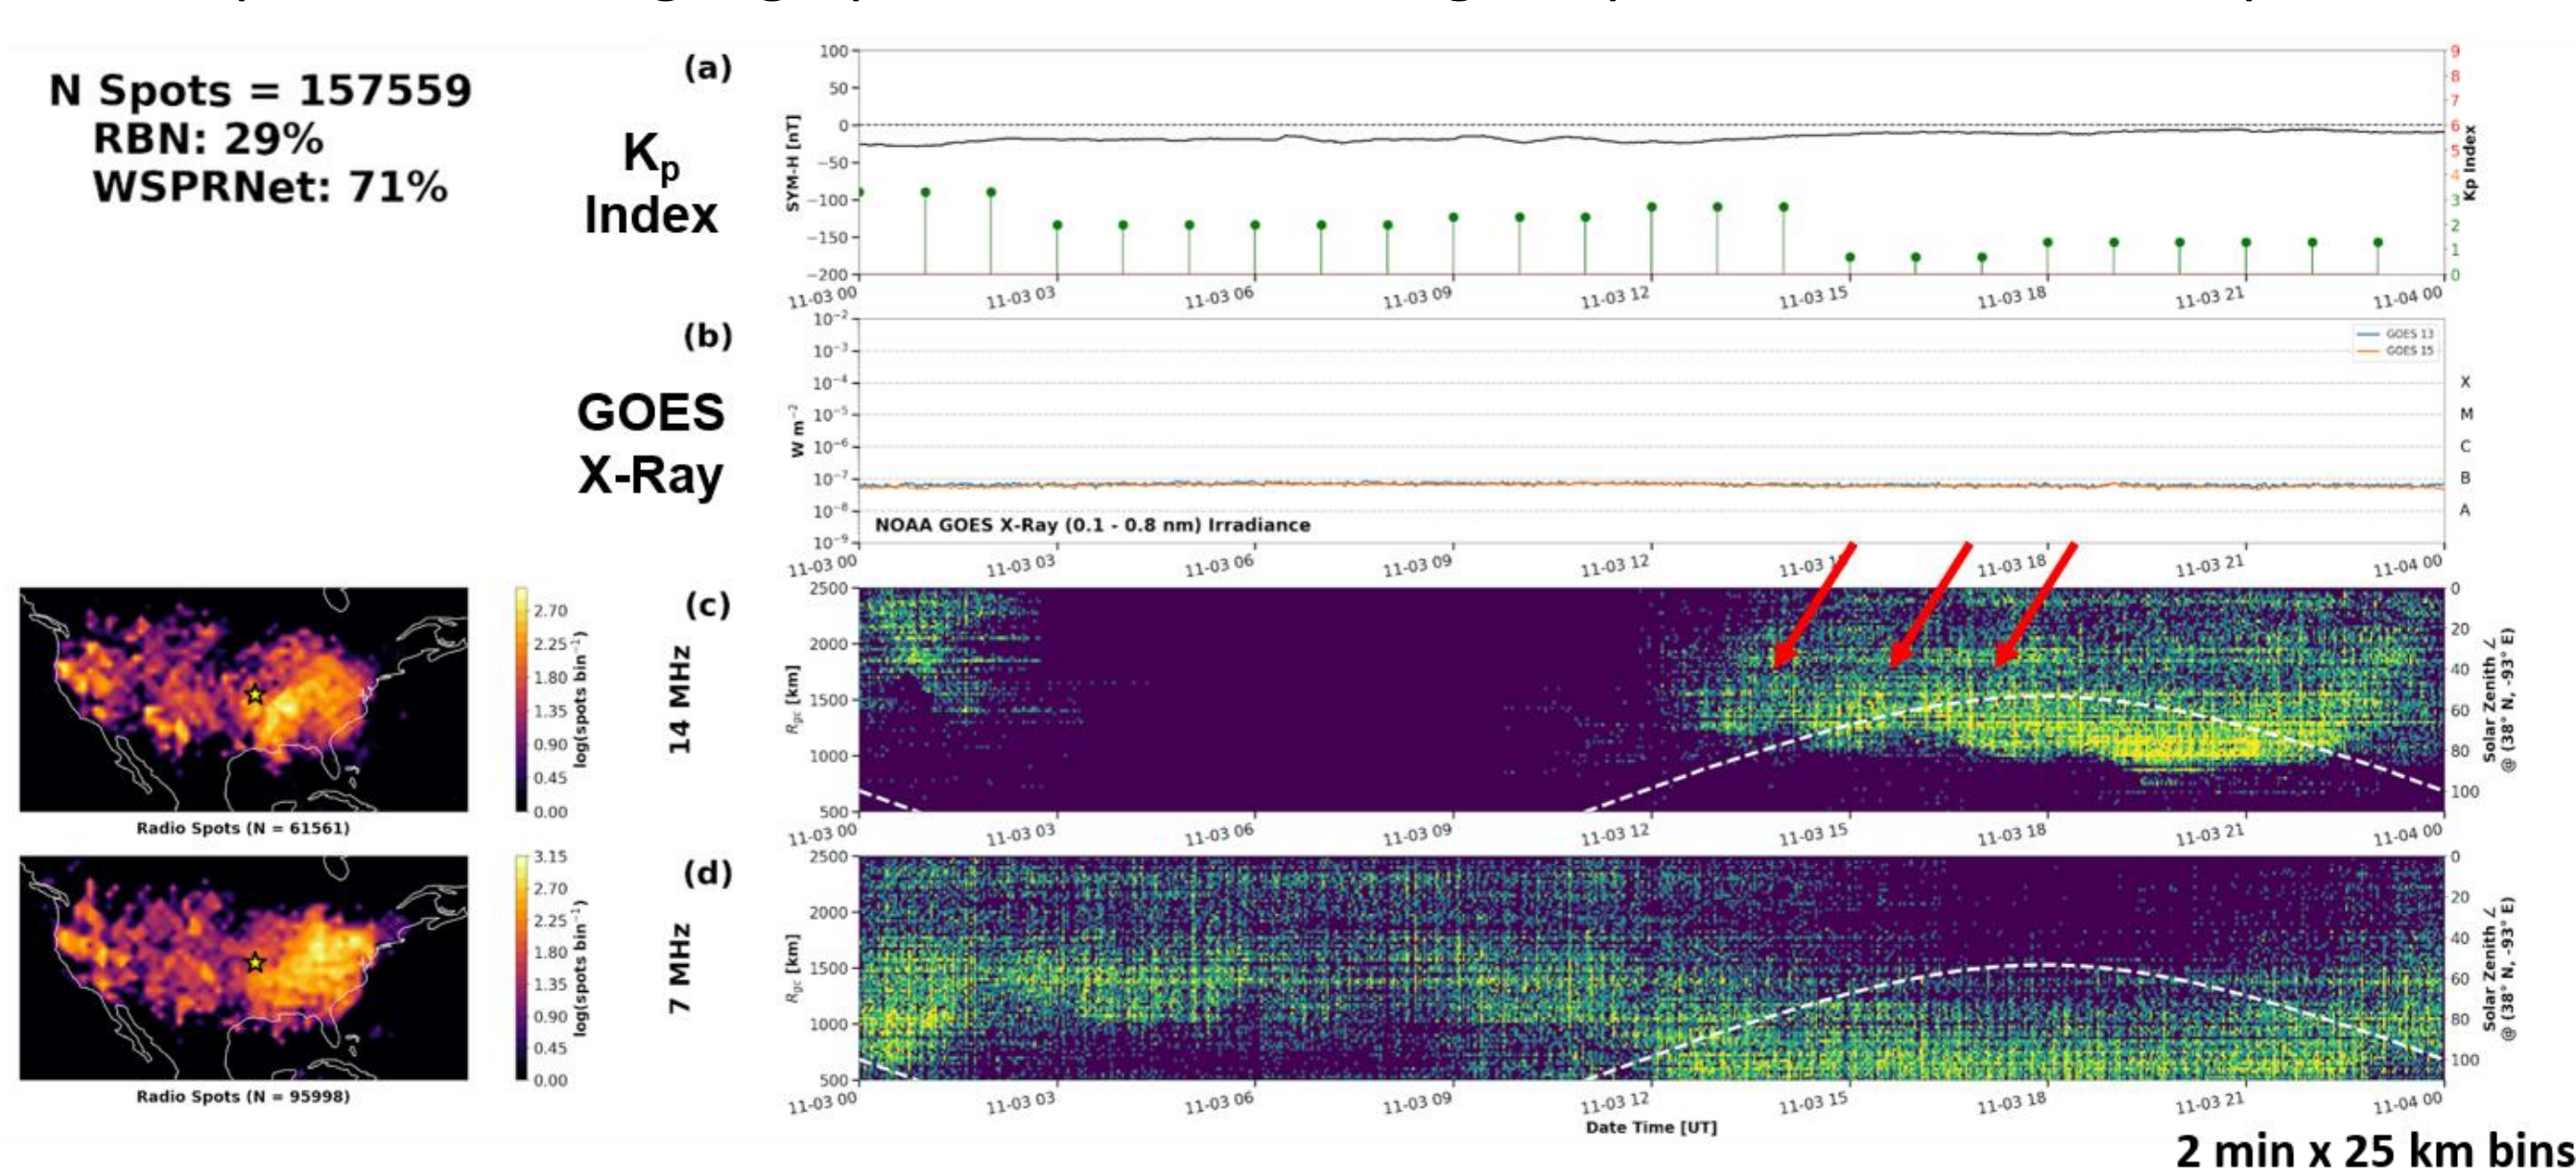 N Spots = 157559
RBN: 29%
WSPRNet: 71%
(a)
Kp
Index
SYM-H [nT]
100
50
0
−50
−100
−150
−200
9
8
7
6
5
4
3
2
1
0
Kp Index
11-03 00
11-03 03
11-03 06
11-03 09
11-03 12
11-03 15
11-03 18
11-03 21
11-04 00
(b)
GOES
X-Ray
W m−2
10−2
10−3
10−4
10−5
10−6
10−7
10−8
10−9
GOES 13
GOES 15
X
M
C
B
A
NOAA GOES X-Ray (0.1 - 0.8 nm) Irradiance
11-03 00
11-03 03
11-03 06
11-03 09
11-03 12
11-03 1
11-03 18
11-03 21
11-04 00
2.70
2.25
1.80
1.35
0.90
0.45
0.00
log(spots bin−1)
Radio Spots (N = 61561)
(c)
14 MHz
Rgc [km]
2500
2000
1500
1000
500
0
20
40
60
80
100
Solar Zenith ∠
@ (38° N, -93° E)
11-03 00
11-03 03
11-03 06
11-03 09
11-03 12
11-03 15
11-03 18
11-03 21
11-04 00
3.15
2.70
2.25
1.80
1.35
0.90
0.45
0.00
log(spots bin−1)
Radio Spots (N = 95998)
(d)
7 MHz
Rgc [km]
2500
2000
1500
1000
500
0
20
40
60
80
100
Solar Zenith ∠
@ (38° N, -93° E)
11-03 00
11-03 03
11-03 06
11-03 09
11-03 12
11-03 15
11-03 18
11-03 21
11-04 00
Date Time [UT]
2 min x 25 km bins